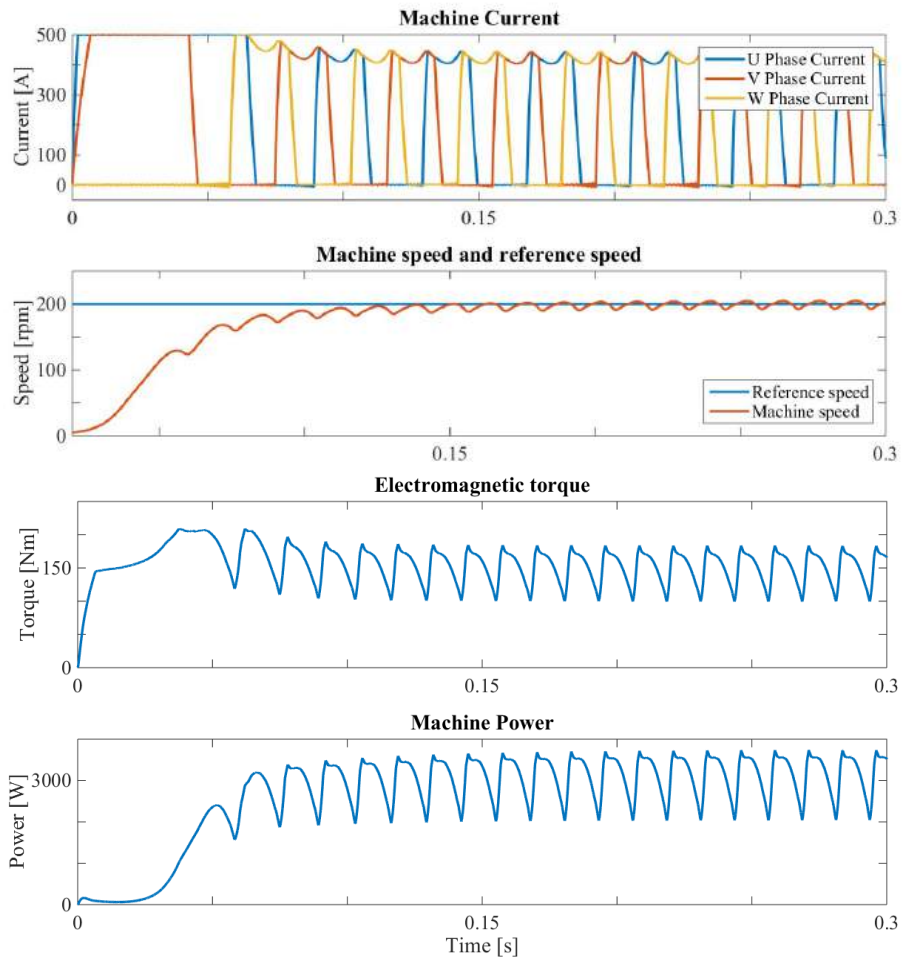 Machine Current
500
300
100
0
Current [A]
U Phase Current
V Phase Current
W Phase Current
0
0.15
0.3
Machine speed and reference speed
200
100
0
Speed [rpm]
Reference speed
Machine speed
0.15
0.3
Electromagnetic torque
150
0
Torque [Nm]
0
0.15
0.3
Machine Power
3000
0
Power [W]
0
0.15
0.3
Time [s]